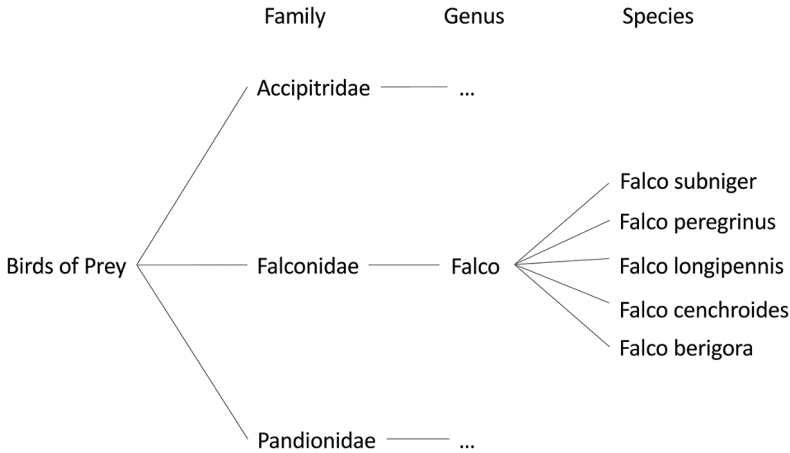 Family Genus Species
Accipitridae ...
Falco subniger
Falco peregrinus
Birds of Prey Falconidae Falco Falco longipennis
Falco cenchroides
Falco berigora
Pandionidae ...